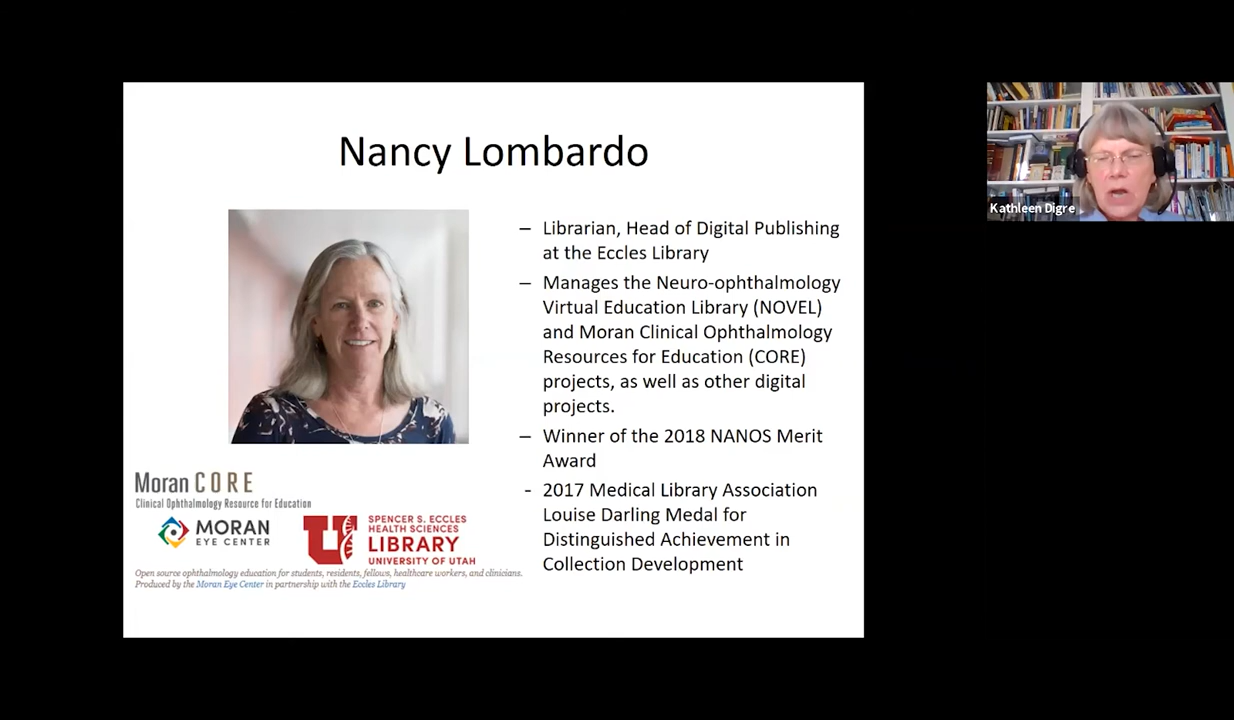 Nancy Lombardo
– Librarian, Head of Digital Publishing
at the Eccles Library
– Manages the Neuro-ophthalmology
Virtual Education Library (NOVEL)
and Moran Clinical Ophthalmology
Resources for Education (CORE)
projects, as well as other digital
projects.
– Winner of the 2018 NANOS Merit
Award
- 2017 Medical Library Association
Louise Darling Medal for
Distinguished Achievement in
Collection Development
Moran CORE
Clinical Ophthalmology Resource for Education
MORAN
EYE CENTER
U
SPENCER S. ECCLES
HEALTH SCIENCES
LIBRARY
UNIVERSITY OF UTAH
Open source ophthalmology education for students, residents, fellows, healthcare workers, and clinicians.
Produced by the Moran Eye Center in partnership with the Eccles Library
Kathleen Digre